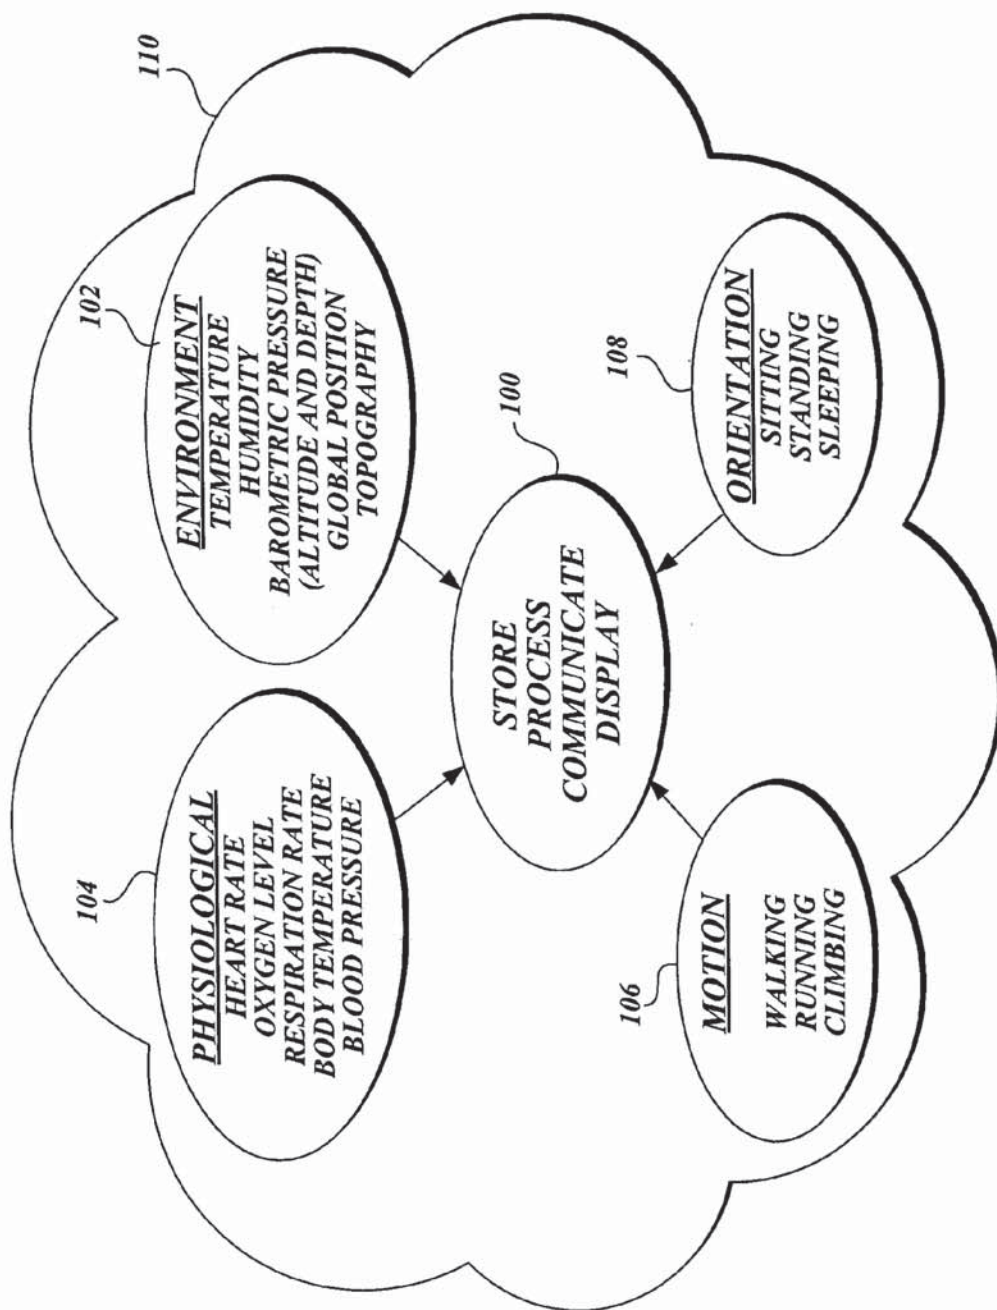 110
104
PHYSIOLOGICAL
HEART RATE
OXYGEN LEVEL
RESPIRATION RATE
BODY TEMPERATURE
BLOOD PRESSURE
102
ENVIRONMENT
TEMPERATURE
HUMIDITY
BAROMETRIC PRESSURE
(ALTITUDE AND DEPTH)
GLOBAL POSITION
TOPOGRAPHY
100
STORE
PROCESS
COMMUNICATE
DISPLAY
106
MOTION
WALKING
RUNNING
CLIMBING
108
ORIENTATION
SITTING
STANDING
SLEEPING